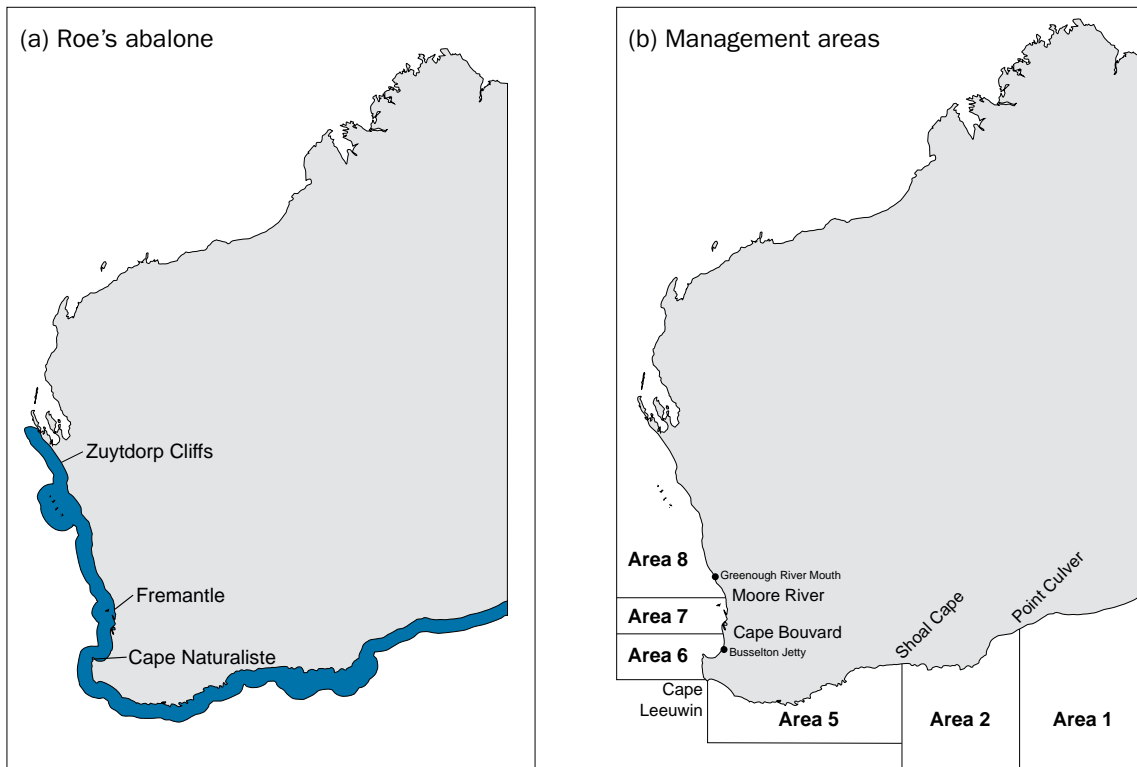 (a) Roe’s abalone
Zuytdorp Cliffs
Fremantle
Cape Naturaliste
(b) Management areas
Area 8
Greenough River Mouth
Moore River
Area 7
Cape Bouvard
Area 6
Busselton Jetty
Cape
Leeuwin
Shoal Cape
Point Culver
Area 5
Area 2
Area 1